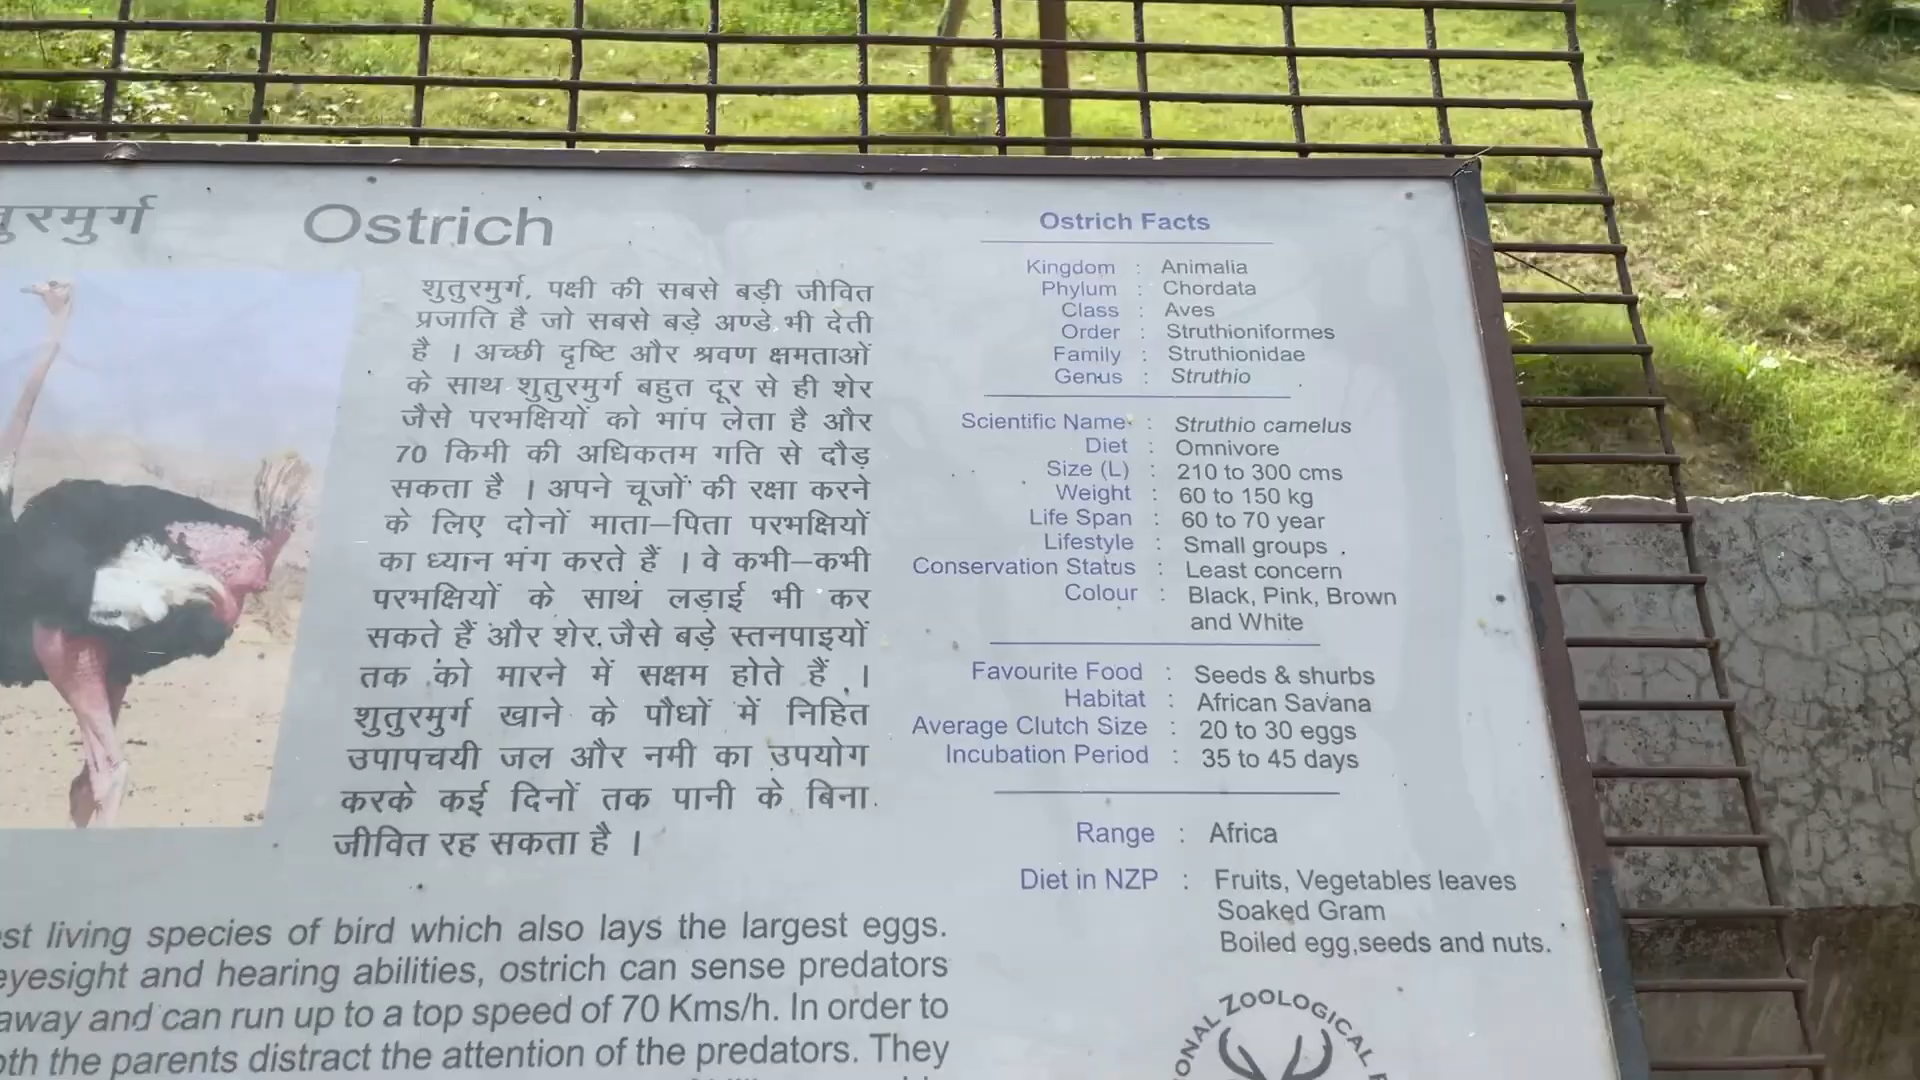 तुरमुर्ग Ostrich
शुतुरमुर्ग, पक्षी की सबसे बड़ी जीवित
प्रजाति है जो सबसे बड़े अण्डे भी देती
है । अच्छी दृष्टि और श्रवण क्षमताओं
के साथ शुतुरमुर्ग बहुत दूर से ही शेर
जैसे परभक्षियों को भांप लेता है और
70 किमी की अधिकतम गति से दौड़
सकता है । अपने चूजों की रक्षा करने
के लिए दोनों माता–पिता परभक्षियों
का ध्यान भंग करते हैं । वे कभी–कभी
परभक्षियों के साथ लड़ाई भी कर
सकते हैं और शेर जैसे बड़े स्तनपाइयों
तक को मारने में सक्षम होते हैं ।
शुतुरमुर्ग खाने के पौधों में निहित
उपापचयी जल और नमी का उपयोग
करके कई दिनों तक पानी के बिना
जीवित रह सकता है ।
st living species of bird which also lays the largest eggs.
eyesight and hearing abilities, ostrich can sense predators
away and can run up to a top speed of 70 Kms/h. In order to
oth the parents distract the attention of the predators. They
Ostrich Facts
Kingdom : Animalia
Phylum : Chordata
Class : Aves
Order : Struthioniformes
Family : Struthionidae
Genus : Struthio
Scientific Name : Struthio camelus
Diet : Omnivore
Size (L) : 210 to 300 cms
Weight : 60 to 150 kg
Life Span : 60 to 70 year
Lifestyle : Small groups
Conservation Status : Least concern
Colour : Black, Pink, Brown
and White
Favourite Food : Seeds & shurbs
Habitat : African Savana
Average Clutch Size : 20 to 30 eggs
Incubation Period : 35 to 45 days
Range : Africa
Diet in NZP : Fruits, Vegetables leaves
Soaked Gram
Boiled egg,seeds and nuts.
ONAL ZOOLOGICAL